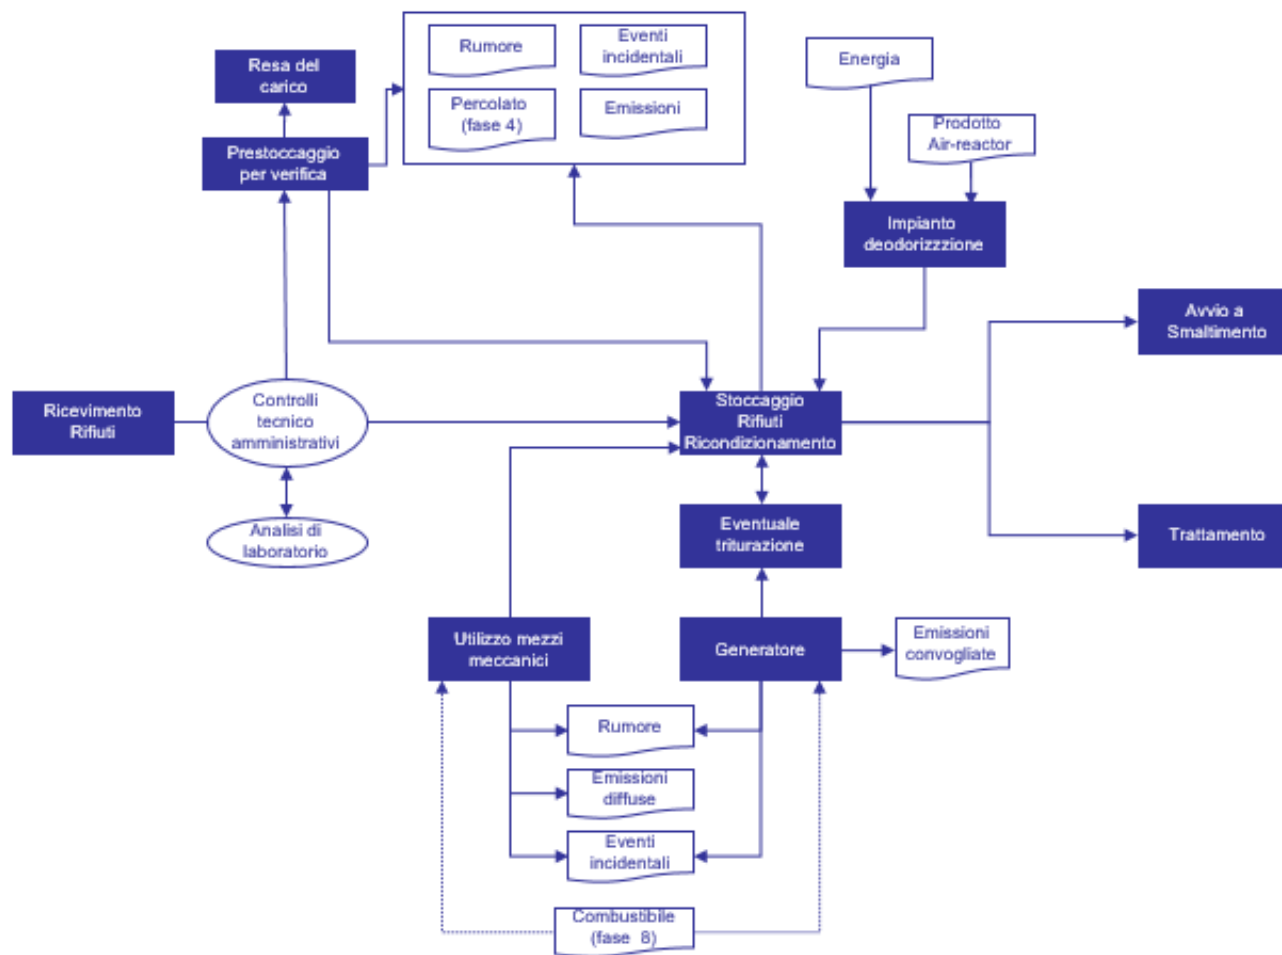 Rumore
Eventi
incidentali
Percolato
(fase 4)
Emissioni
Resa del
carico
Prestoccaggio
per verifica
Energia
Prodotto
Air-reactor
Impianto
deodorizzzione
Avvio a
Smaltimento
Ricevimento
Rifiuti
Controlli
tecnico
amministrativi
Stoccaggio
Rifiuti
Ricondizionamento
Analisi di
laboratorio
Eventuale
triturazione
Trattamento
Utilizzo mezzi
meccanici
Generatore
Emissioni
convogliate
Rumore
Emissioni
diffuse
Eventi
incidentali
Combustibile
(fase 8)